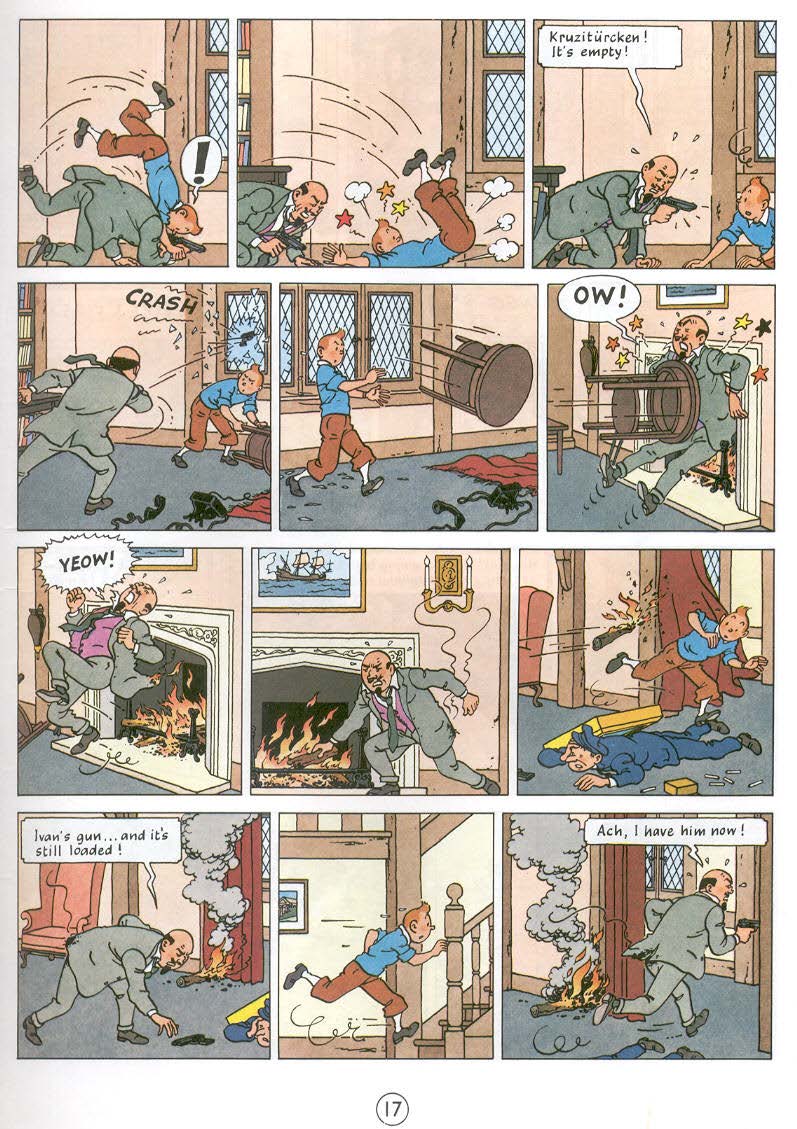 !
Kruzitürcken!
It's empty!
CRASH
OW!
YEOW!
Ivan's gun...and it's
still loaded!
Ach, I have him now!
17